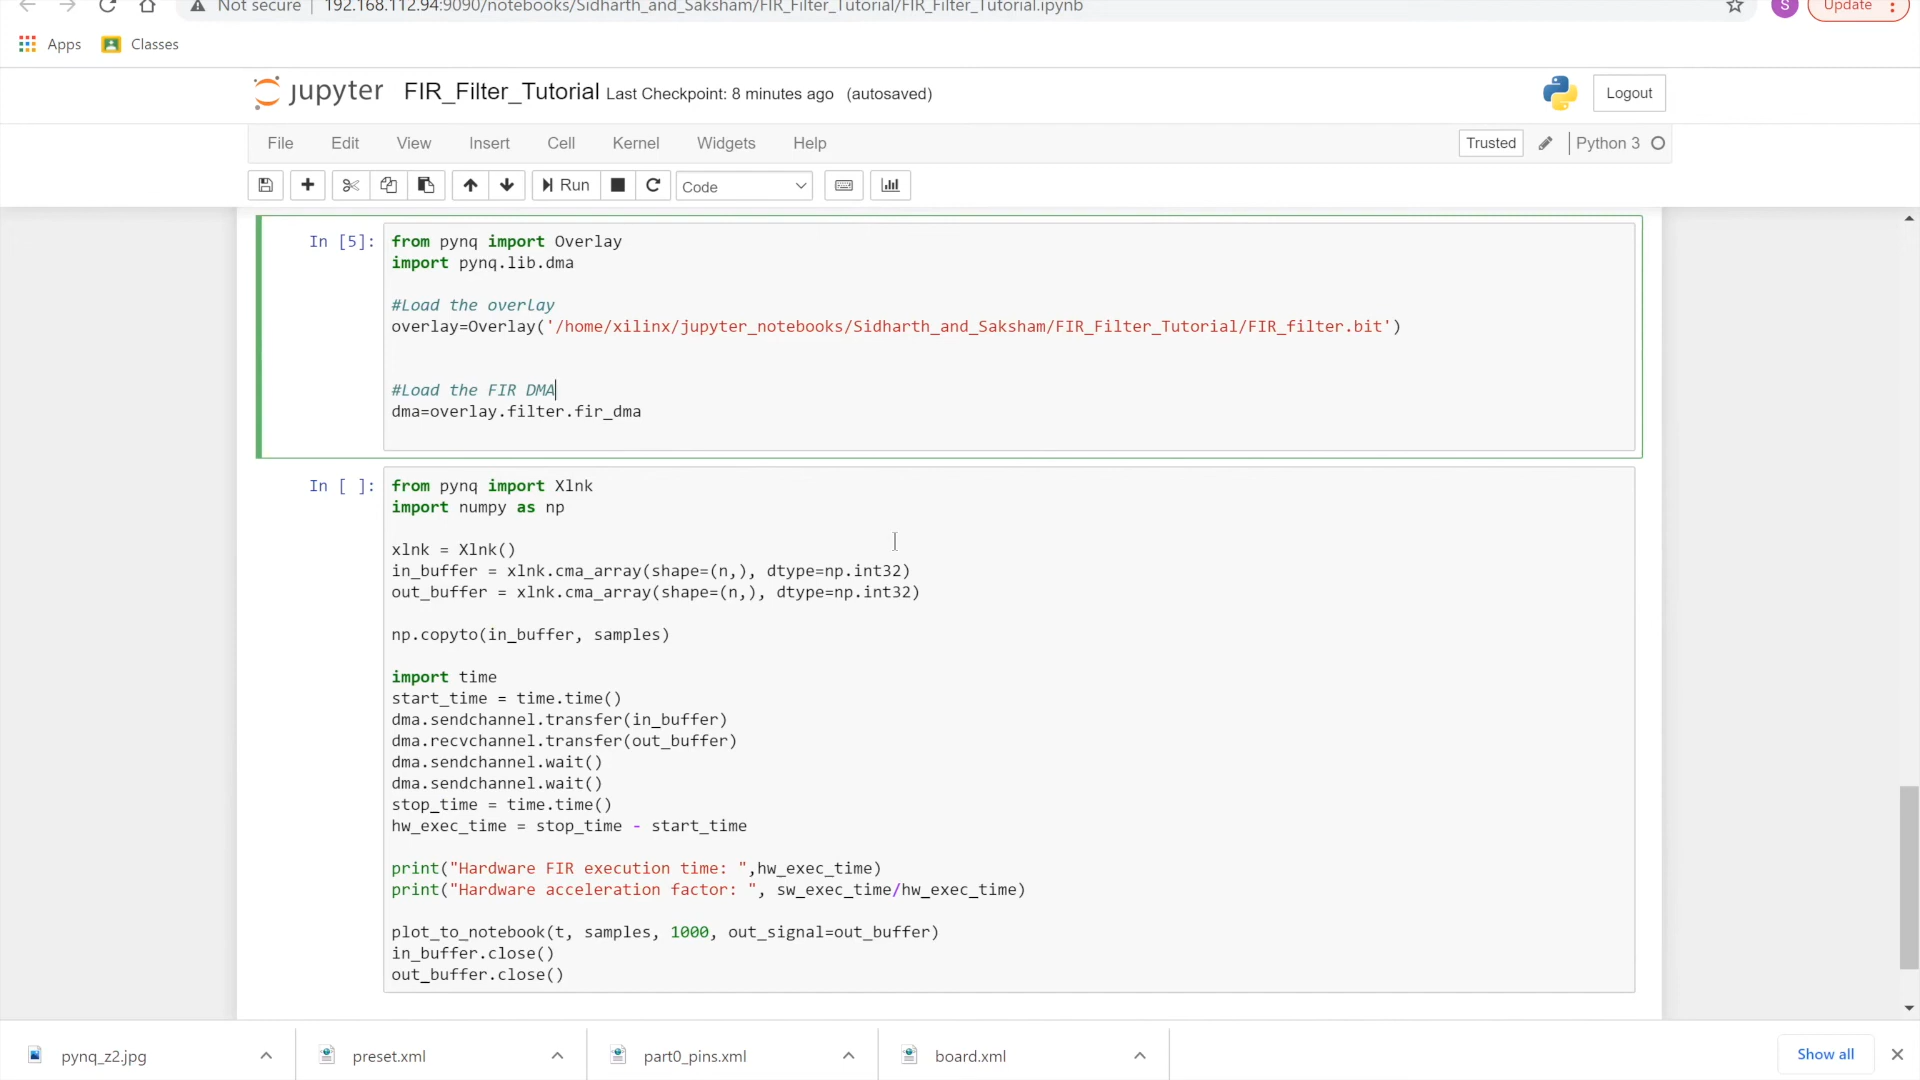 Not secure | 192.168.112.94:9090/notebooks/Sidharth_and_Saksham/FIR_Filter_Tutorial/FIR_Filter_Tutorial.ipynb
S
Update
Apps
Classes
jupyter FIR_Filter_Tutorial Last Checkpoint: 8 minutes ago (autosaved)
Logout
File Edit View Insert Cell Kernel Widgets Help
Trusted
Python 3
Run
Code
In [5]:
from pynq import Overlay
import pynq.lib.dma
#Load the overlay
overlay=Overlay('/home/xilinx/jupyter_notebooks/Sidharth_and_Saksham/FIR_Filter_Tutorial/FIR_filter.bit')
#Load the FIR DMA
dma=overlay.filter.fir_dma
In [ ]:
from pynq import Xlnk
import numpy as np
xlnk = Xlnk()
in_buffer = xlnk.cma_array(shape=(n,), dtype=np.int32)
out_buffer = xlnk.cma_array(shape=(n,), dtype=np.int32)
np.copyto(in_buffer, samples)
import time
start_time = time.time()
dma.sendchannel.transfer(in_buffer)
dma.recvchannel.transfer(out_buffer)
dma.sendchannel.wait()
dma.sendchannel.wait()
stop_time = time.time()
hw_exec_time = stop_time - start_time
print("Hardware FIR execution time: ",hw_exec_time)
print("Hardware acceleration factor: ", sw_exec_time/hw_exec_time)
plot_to_notebook(t, samples, 1000, out_signal=out_buffer)
in_buffer.close()
out_buffer.close()
pynq_z2.jpg
preset.xml
part0_pins.xml
board.xml
Show all